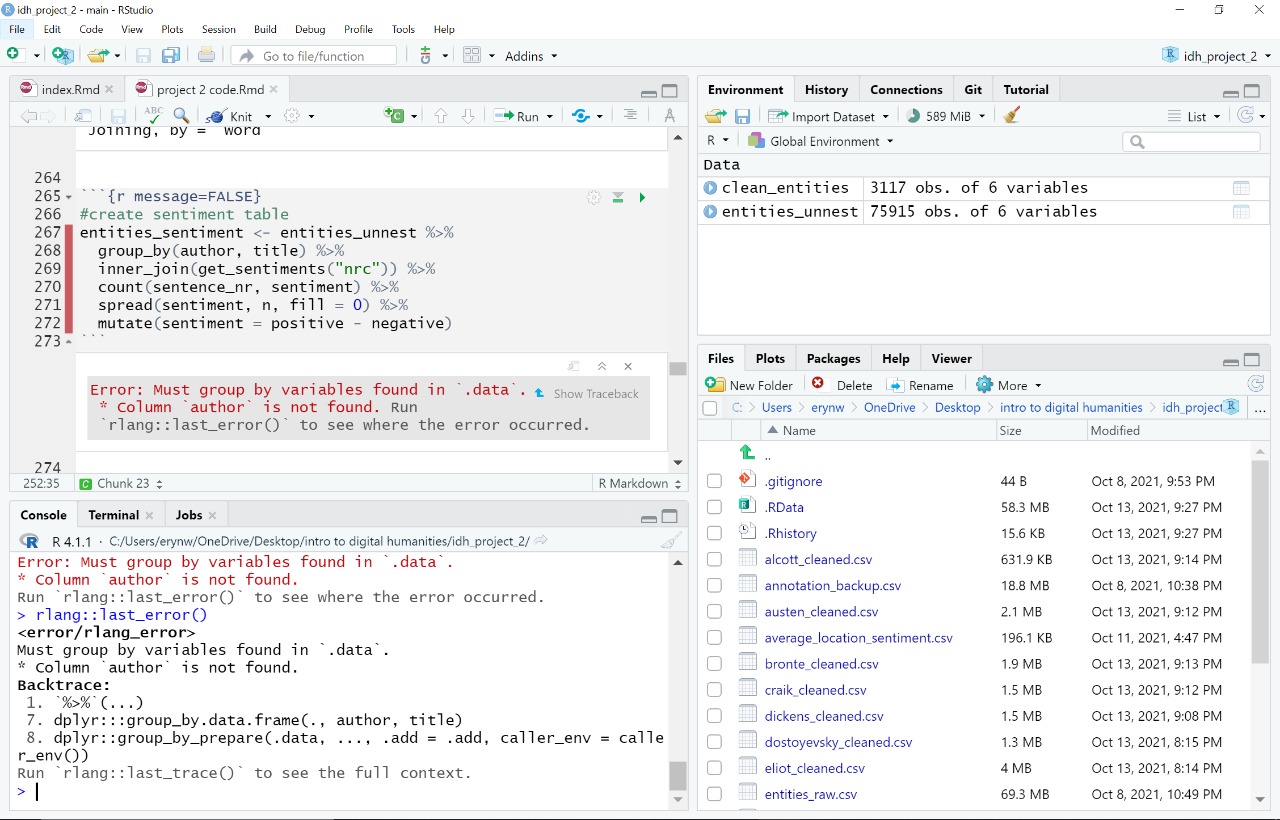 idh_project_2 - main - RStudio
File Edit Code View Plots Session Build Debug Profile Tools Help
Go to file/function Addins idh_project_2
index.Rmd project 2 code.Rmd
ABC Knit Run
Joining, by = "word"
264
265 ```{r message=FALSE}
266 #create sentiment table
267 entities_sentiment <- entities_unnest %>%
268 group_by(author, title) %>%
269 inner_join(get_sentiments("nrc")) %>%
270 count(sentence_nr, sentiment) %>%
271 spread(sentiment, n, fill = 0) %>%
272 mutate(sentiment = positive - negative)
273 ```
Error: Must group by variables found in `.data`.
* Column `author` is not found. Run
`rlang::last_error()` to see where the error occurred.
Show Traceback
274
252:35 Chunk 23 R Markdown
Console Terminal Jobs
R 4.1.1 · C:/Users/erynw/OneDrive/Desktop/intro to digital humanities/idh_project_2/
Error: Must group by variables found in `.data`.
* Column `author` is not found.
Run `rlang::last_error()` to see where the error occurred.
> rlang::last_error()
<error/rlang_error>
Must group by variables found in `.data`.
* Column `author` is not found.
Backtrace:
1. `%>%`(...)
7. dplyr:::group_by.data.frame(., author, title)
8. dplyr::group_by_prepare(.data, ..., .add = .add, caller_env = calle
r_env())
Run `rlang::last_trace()` to see the full context.
>
Environment History Connections Git Tutorial
Import Dataset 589 MiB List
R Global Environment
Data
clean_entities 3117 obs. of 6 variables
entities_unnest 75915 obs. of 6 variables
Files Plots Packages Help Viewer
New Folder Delete Rename More
C: Users erynw OneDrive Desktop intro to digital humanities idh_project ...
Name Size Modified
..
.gitignore 44 B Oct 8, 2021, 9:53 PM
.RData 58.3 MB Oct 13, 2021, 9:27 PM
.Rhistory 15.6 KB Oct 13, 2021, 9:27 PM
alcott_cleaned.csv 631.9 KB Oct 13, 2021, 9:14 PM
annotation_backup.csv 18.8 MB Oct 8, 2021, 10:38 PM
austen_cleaned.csv 2.1 MB Oct 13, 2021, 9:12 PM
average_location_sentiment.csv 196.1 KB Oct 11, 2021, 4:47 PM
bronte_cleaned.csv 1.9 MB Oct 13, 2021, 9:13 PM
craik_cleaned.csv 1.5 MB Oct 13, 2021, 9:12 PM
dickens_cleaned.csv 1.5 MB Oct 13, 2021, 9:08 PM
dostoyevsky_cleaned.csv 1.3 MB Oct 13, 2021, 8:15 PM
eliot_cleaned.csv 4 MB Oct 13, 2021, 8:14 PM
entities_raw.csv 69.3 MB Oct 8, 2021, 10:49 PM